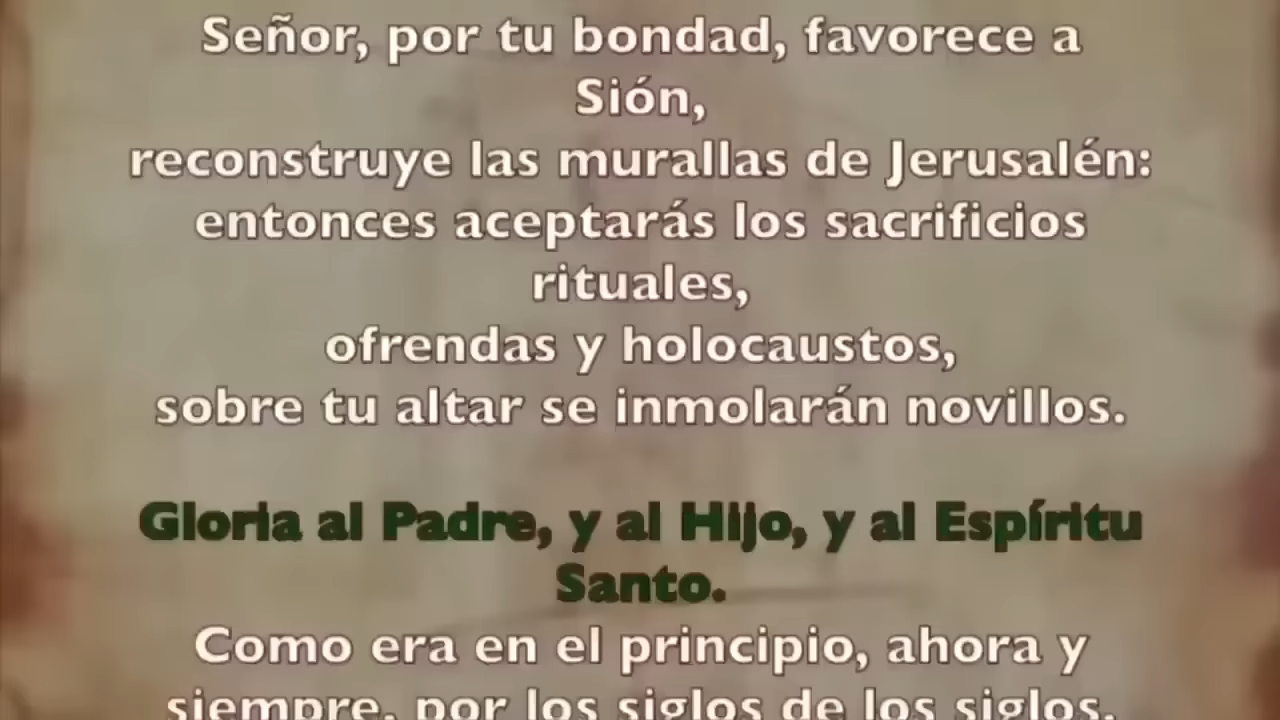 Señor, por tu bondad, favorece a
Sión,
reconstruye las murallas de Jerusalén:
entonces aceptarás los sacrificios
rituales,
ofrendas y holocaustos,
sobre tu altar se inmolarán novillos.
Gloria al Padre, y al Hijo, y al Espíritu
Santo.
Como era en el principio, ahora y
siempre, por los siglos de los siglos.